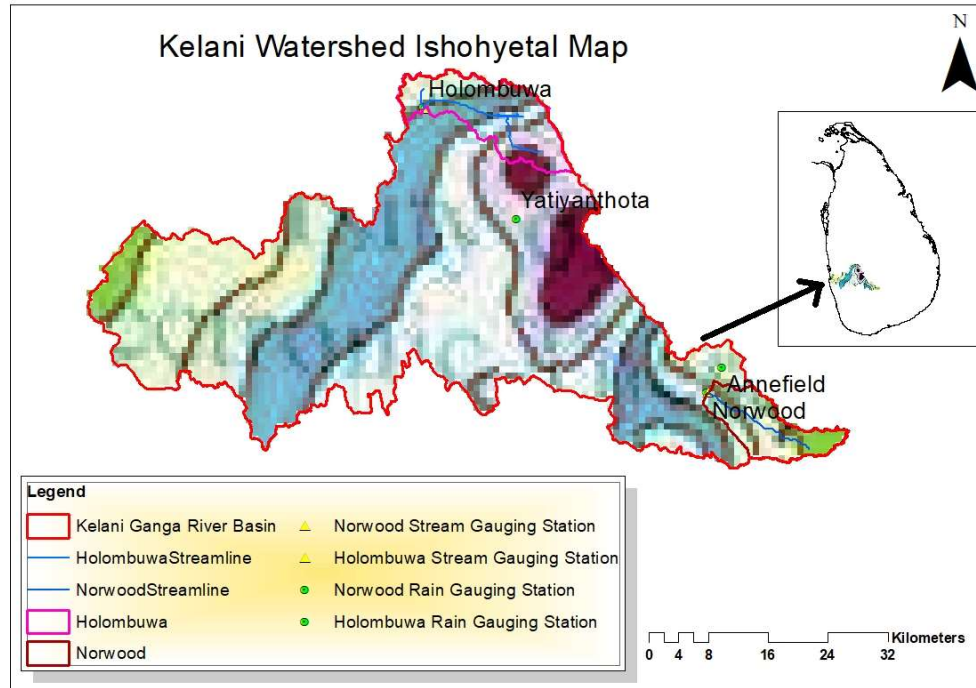 Kelani Watershed Ishohyetal Map
N
Holombuwa
Yatiyanthota
Annefield
Norwood
Legend
Kelani Ganga River Basin
HolombuwaStreamline
NorwoodStreamline
Holombuwa
Norwood
Norwood Stream Gauging Station
Holombuwa Stream Gauging Station
Norwood Rain Gauging Station
Holombuwa Rain Gauging Station
Kilometers
0 4 8 16 24 32